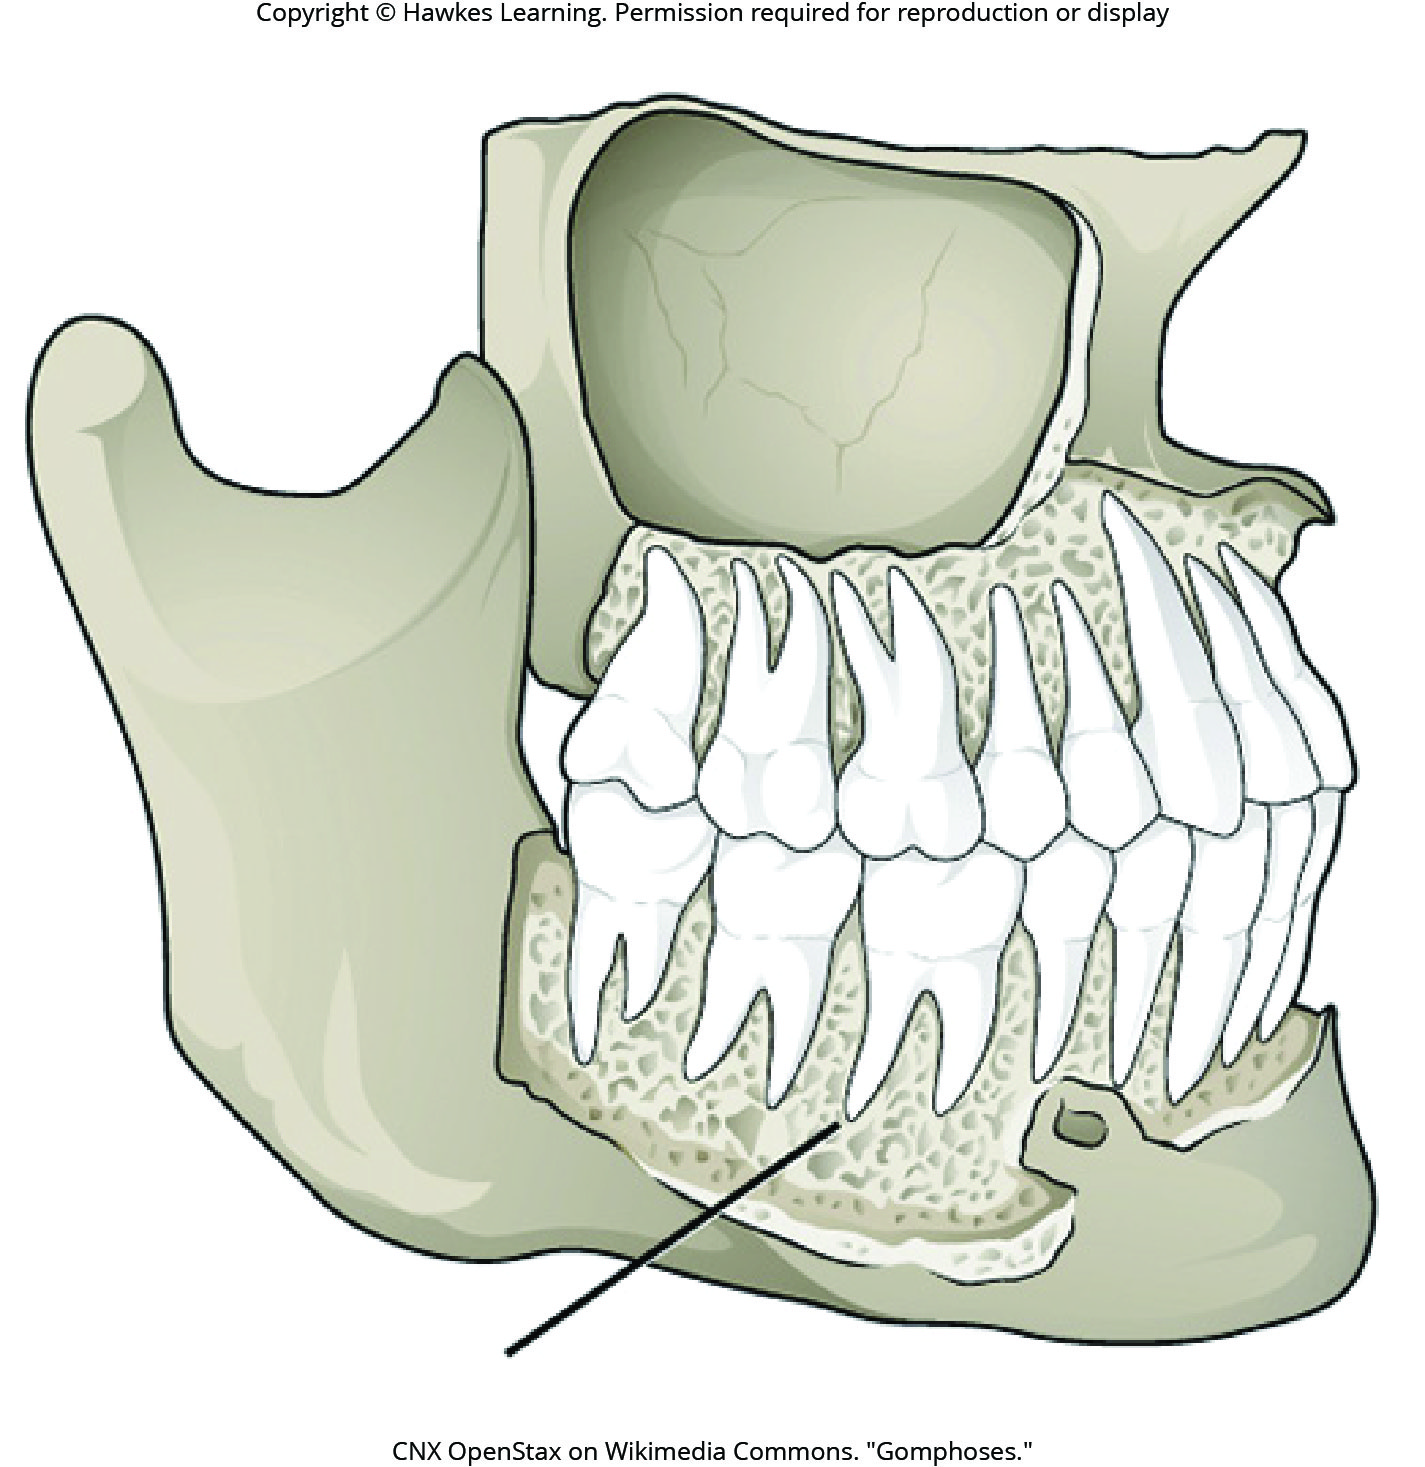 Copyright © Hawkes Learning. Permission required for reproduction or display
CNX OpenStax on Wikimedia Commons. "Gomphoses."